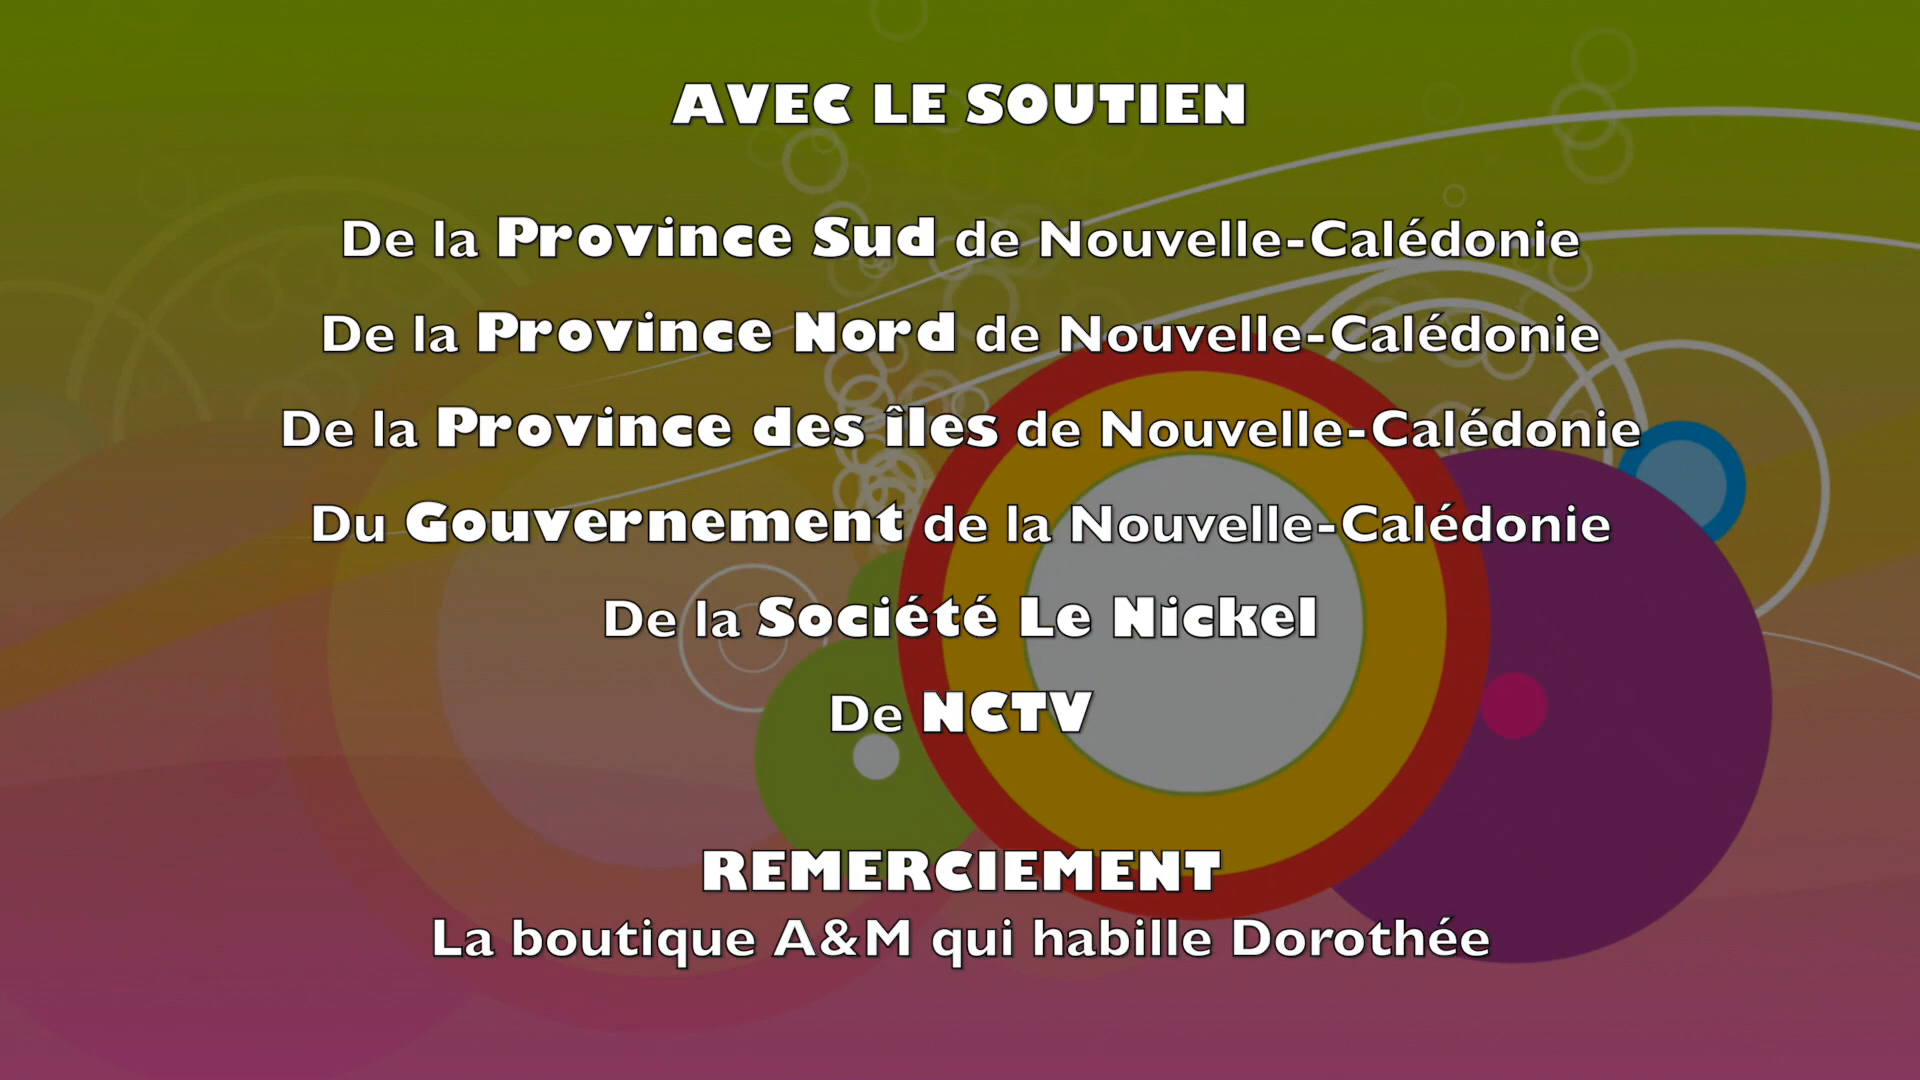 AVEC LE SOUTIEN
De la Province Sud de Nouvelle-Calédonie
De la Province Nord de Nouvelle-Calédonie
De la Province des îles de Nouvelle-Calédonie
Du Gouvernement de la Nouvelle-Calédonie
De la Société Le Nickel
De NCTV
REMERCIEMENT
La boutique A&M qui habille Dorothée